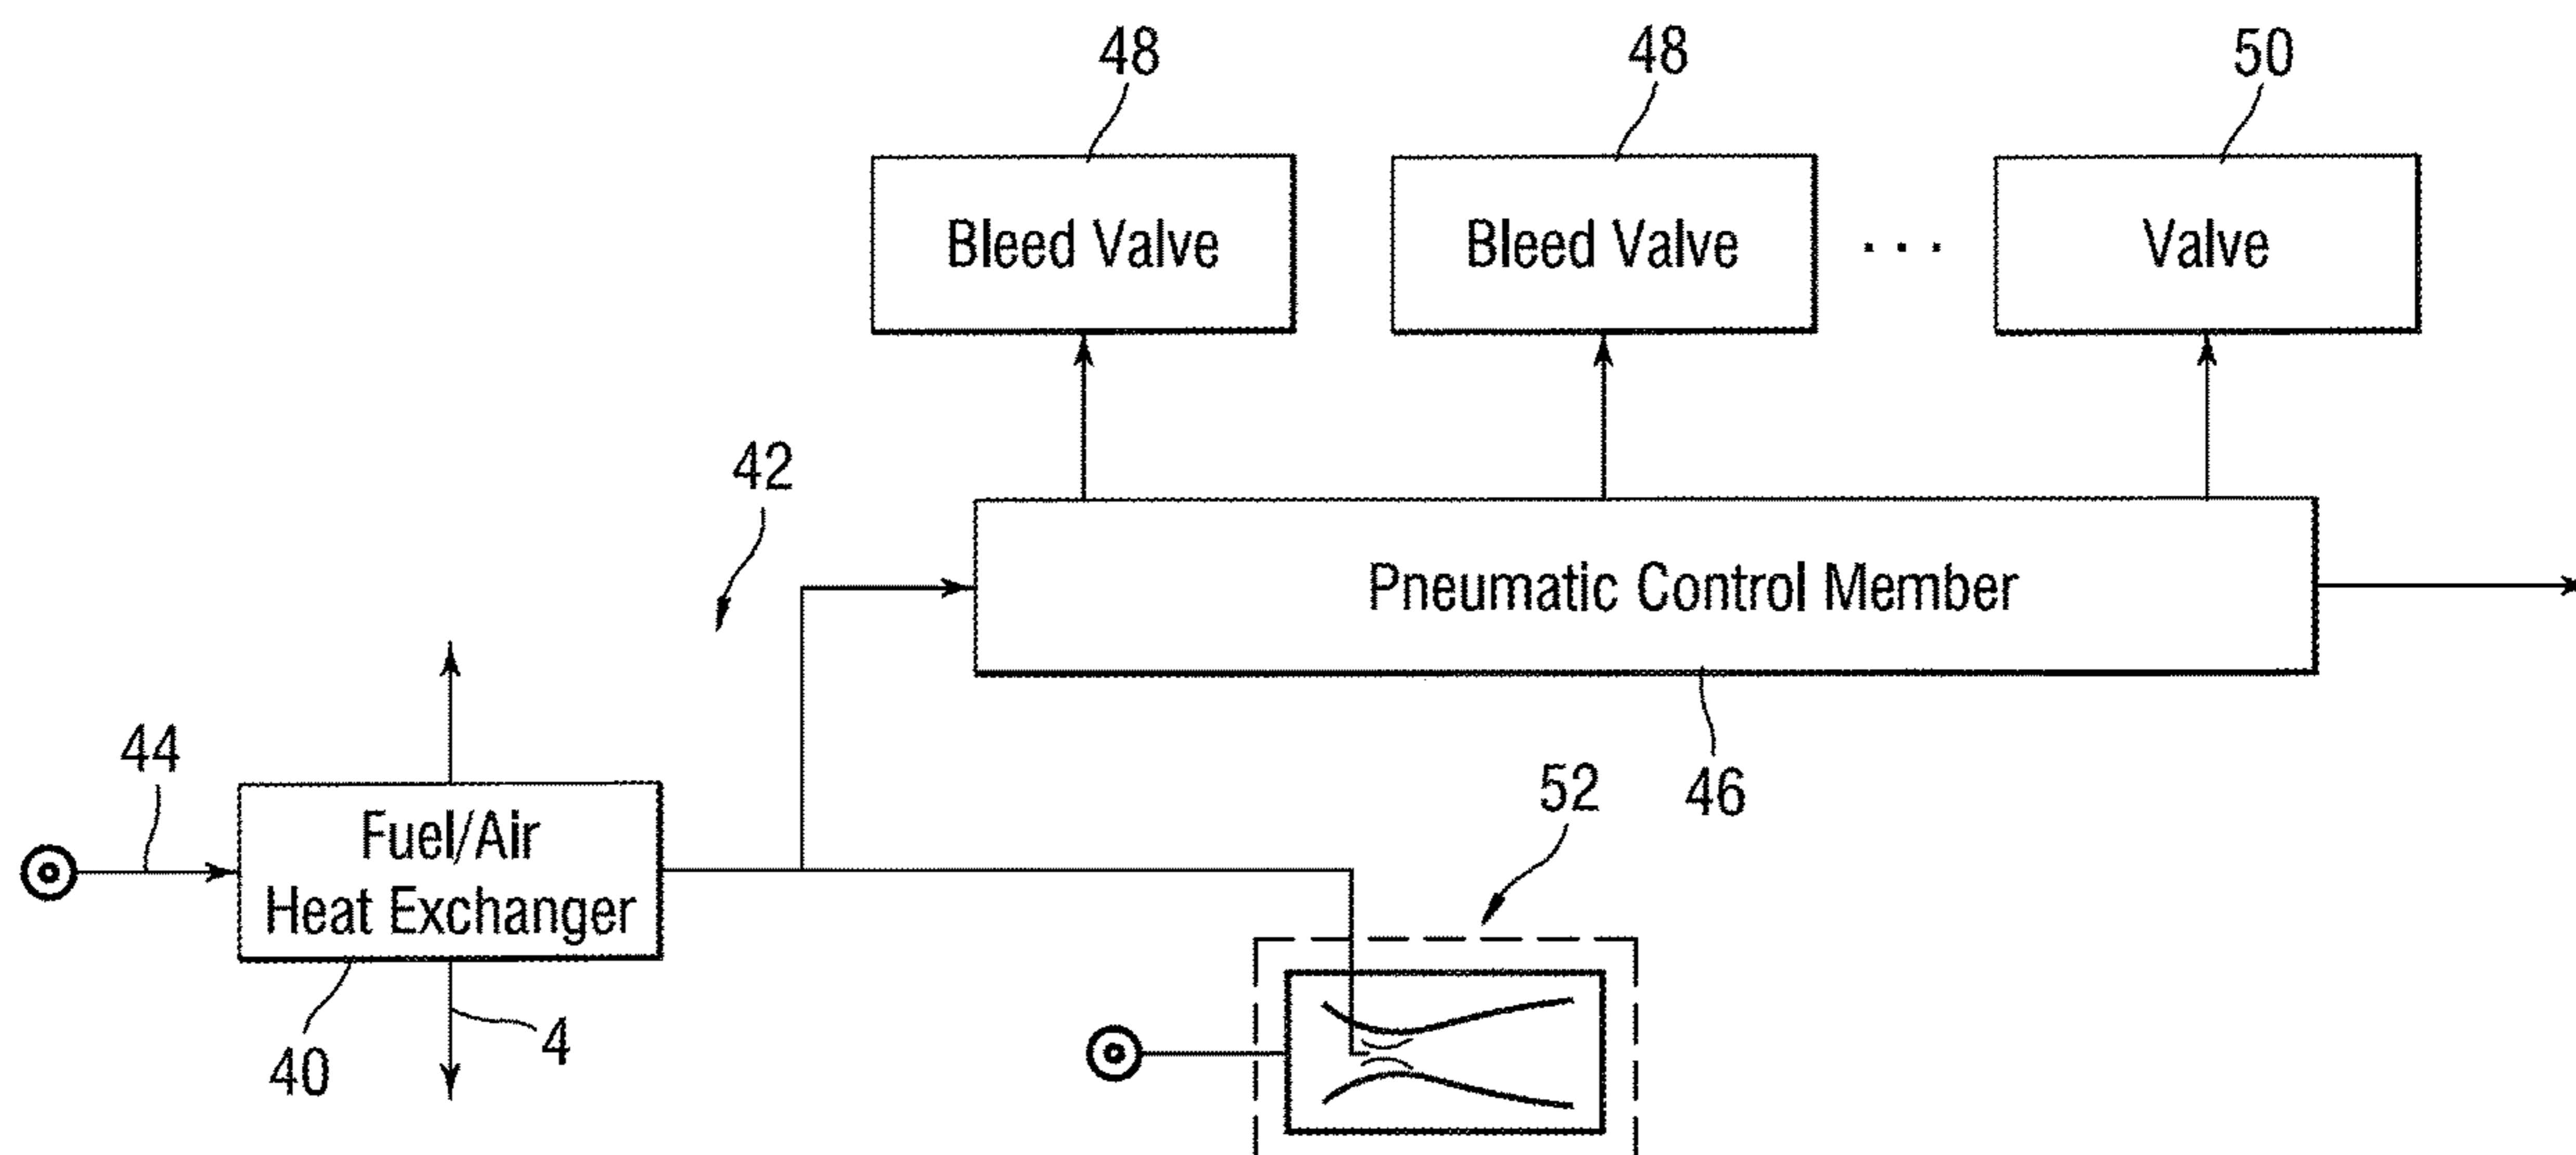 48
48
50
Bleed Valve
Bleed Valve
. . .
Valve
42
Pneumatic Control Member
44
52
46
Fuel/Air
Heat Exchanger
40
4